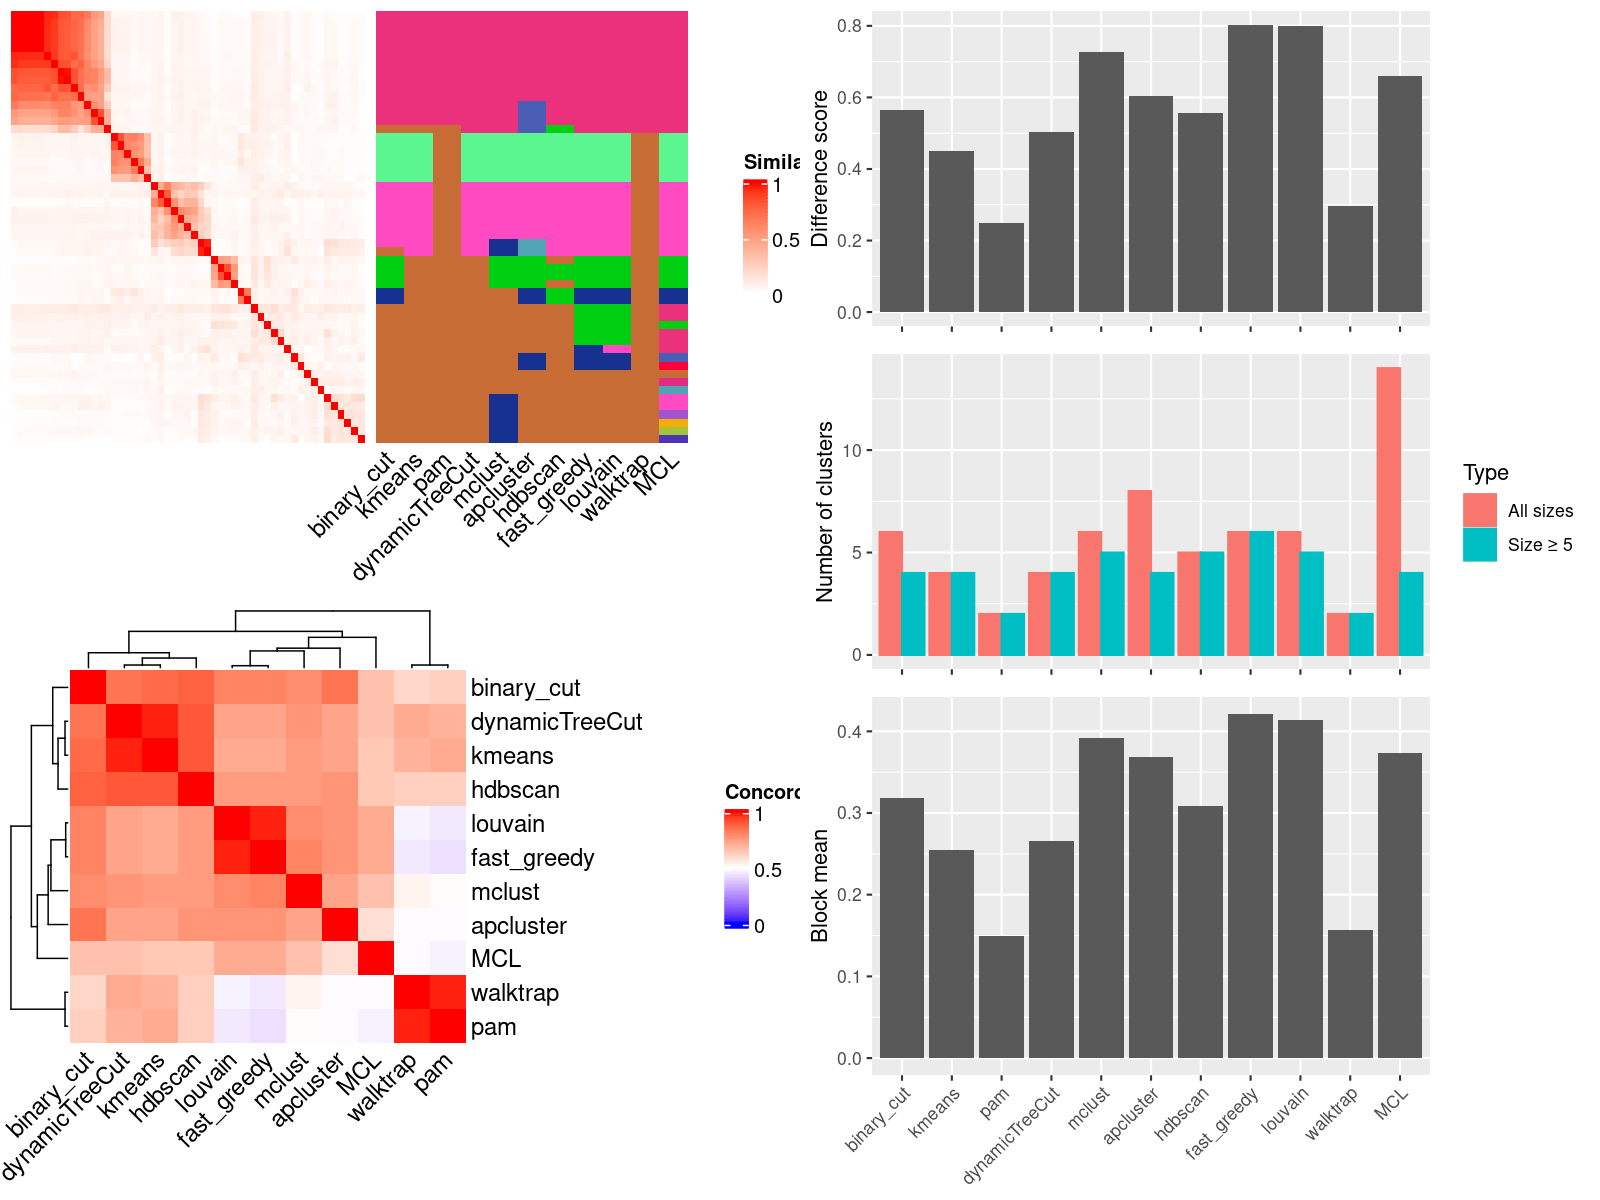 Simila
1
0.5
0
binary_cut
kmeans
pam
dynamicTreeCut
mclust
apcluster
hdbscan
fast_greedy
louvain
walktrap
MCL
binary_cut
dynamicTreeCut
kmeans
hdbscan
louvain
fast_greedy
mclust
apcluster
MCL
walktrap
pam
binary_cut
dynamicTreeCut
kmeans
hdbscan
louvain
fast_greedy
mclust
apcluster
MCL
walktrap
pam
Concord
1
0.5
0
Difference score
0.8
0.6
0.4
0.2
0.0
Number of clusters
10
5
0
Type
All sizes
Size ≥ 5
Block mean
0.4
0.3
0.2
0.1
0.0
binary_cut
kmeans
pam
dynamicTreeCut
mclust
apcluster
hdbscan
fast_greedy
louvain
walktrap
MCL